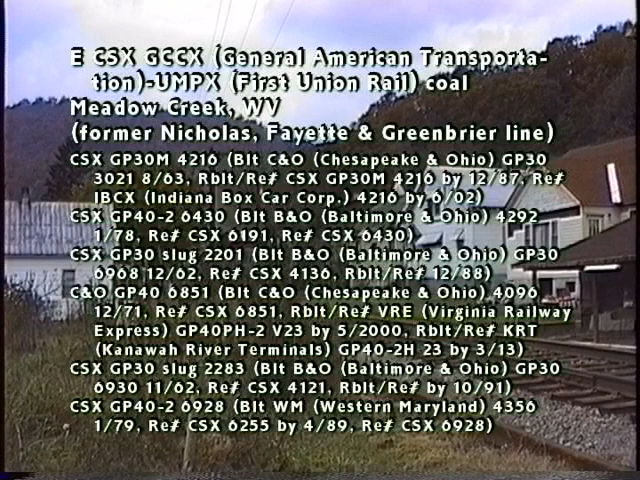 E CSX GCCX (General American Transporta-
tion)-UMPX (First Union Rail) coal
Meadow Creek, WV
(former Nicholas, Fayette & Greenbrier line)
CSX GP30M 4216 (Blt C&O (Chesapeake & Ohio) GP30
3021 8/63, Rblt/Re# CSX GP30M 4216 by 12/87, Re#
IBCX (Indiana Box Car Corp.) 4216 by 6/02)
CSX GP40-2 6430 (Blt B&O (Baltimore & Ohio) 4292
1/78, Re# CSX 6191, Re# CSX 6430)
CSX GP30 slug 2201 (Blt B&O (Baltimore & Ohio) GP30
6968 12/62, Re# CSX 4136, Rblt/Re# 12/88)
C&O GP40 6851 (Blt C&O (Chesapeake & Ohio) 4096
12/71, Re# CSX 6851, Rblt/Re# VRE (Virginia Railway
Express) GP40PH-2 V23 by 5/2000, Rblt/Re# KRT
(Kanawah River Terminals) GP40-2H 23 by 3/13)
CSX GP30 slug 2283 (Blt B&O (Baltimore & Ohio) GP30
6930 11/62, Re# CSX 4121, Rblt/Re# by 10/91)
CSX GP40-2 6928 (Blt WM (Western Maryland) 4356
1/79, Re# CSX 6255 by 4/89, Re# CSX 6928)